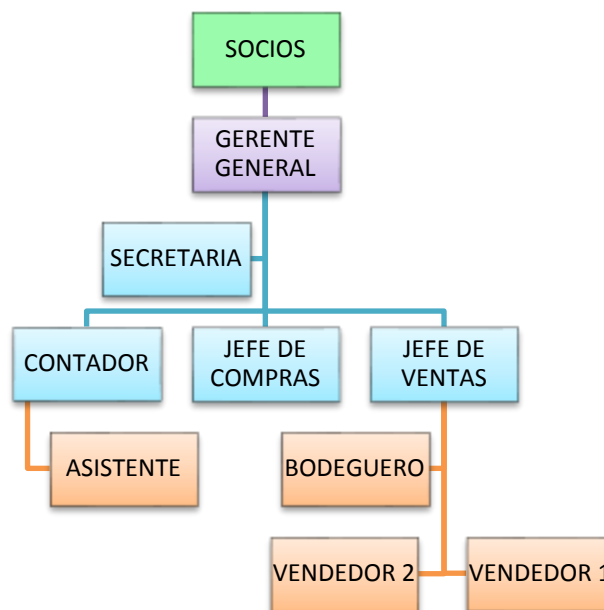 SOCIOS
GERENTE
GENERAL
SECRETARIA
CONTADOR
JEFE DE
COMPRAS
JEFE DE
VENTAS
ASISTENTE
BODEGUERO
VENDEDOR 2
VENDEDOR 1